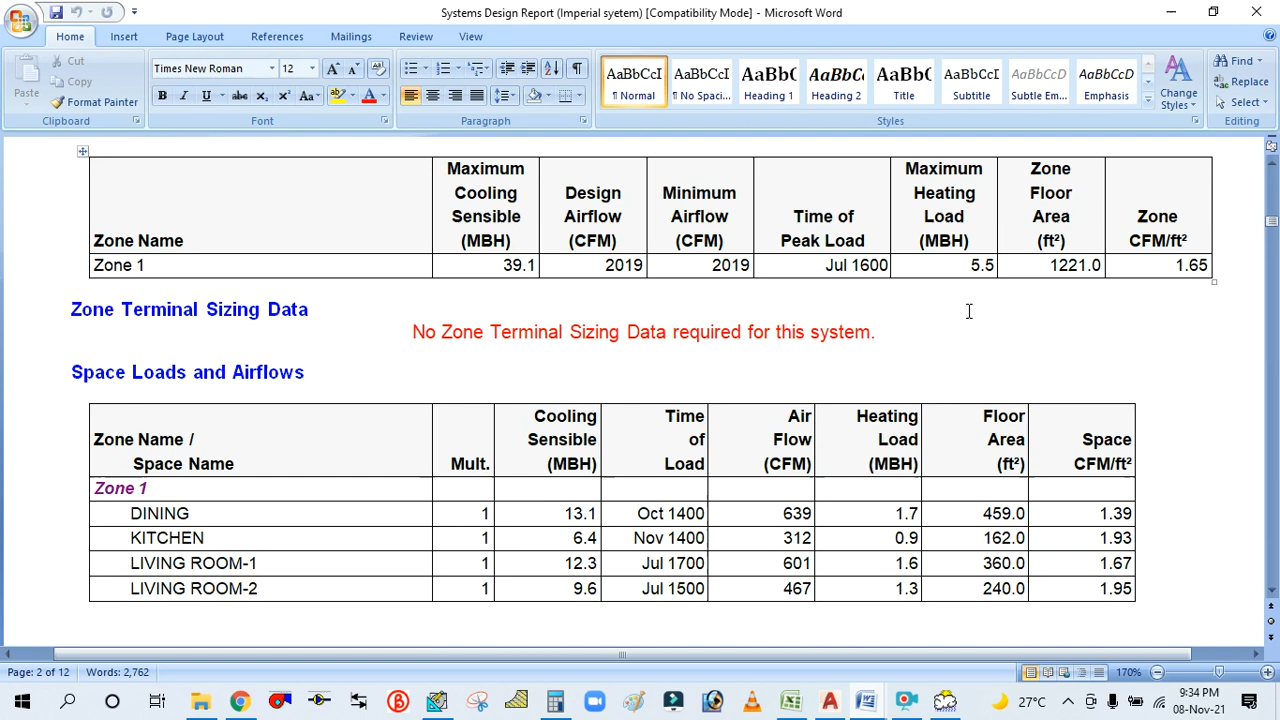 Systems Design Report (Imperial syetem) [Compatibility Mode] - Microsoft Word
Home Insert Page Layout References Mailings Review View
Paste
Cut
Copy
Format Painter
Clipboard
Times New Roman 12
B I U abe x₂ x² Aa A
Font
Paragraph
AaBbCcI AaBbCcI AaBbC AaBbC AaBbC AaBbCcI AaBbCcD AaBbCcD
¶ Normal ¶ No Spaci... Heading 1 Heading 2 Title Subtitle Subtle Em... Emphasis
Styles
Change Styles
Find
Replace
Select
Editing
Zone Name Maximum Cooling Sensible (MBH) Design Airflow (CFM) Minimum Airflow (CFM) Time of Peak Load Maximum Heating Load (MBH) Zone Floor Area (ft²) Zone CFM/ft²
Zone 1 39.1 2019 2019 Jul 1600 5.5 1221.0 1.65
Zone Terminal Sizing Data
No Zone Terminal Sizing Data required for this system.
Space Loads and Airflows
Zone Name / Space Name Mult. Cooling Sensible (MBH) Time of Load Air Flow (CFM) Heating Load (MBH) Floor Area (ft²) Space CFM/ft²
Zone 1
DINING 1 13.1 Oct 1400 639 1.7 459.0 1.39
KITCHEN 1 6.4 Nov 1400 312 0.9 162.0 1.93
LIVING ROOM-1 1 12.3 Jul 1700 601 1.6 360.0 1.67
LIVING ROOM-2 1 9.6 Jul 1500 467 1.3 240.0 1.95
Page: 2 of 12 Words: 2,762 170%
27°C 9:34 PM
08-Nov-21